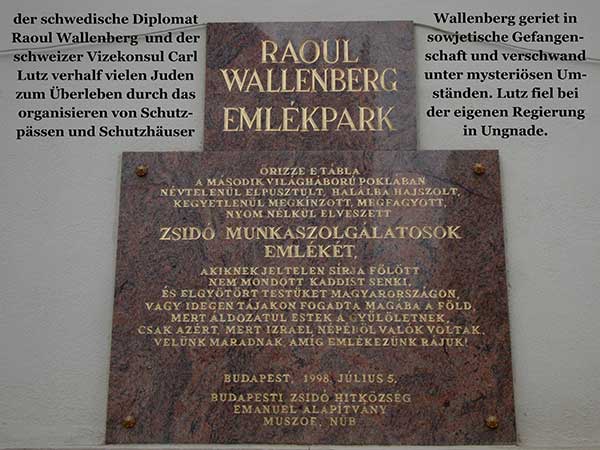 der schwedische Diplomat
Raoul Wallenberg und der
schweizer Vizekonsul Carl
Lutz verhalf vielen Juden
zum Überleben durch das
organisieren von Schutz-
pässen und Schutzhäuser
Wallenberg geriet in
sowjetische Gefangen-
schaft und verschwand
unter mysteriösen Um-
ständen. Lutz fiel bei
der eigenen Regierung
in Ungnade.
RAOUL
WALLENBERG
EMLÉKPARK
ŐRIZZE E TÁBLA
A MÁSODIK VILÁGHÁBORÚ POKLÁBAN
NÉVTELENÜL ELPUSZTULT, HALÁLBA HAJSZOLT,
KEGYETLENÜL MEGKÍNZOTT, MEGFAGYOTT,
NYOM NÉLKÜL ELVESZETT
ZSIDÓ MUNKASZOLGÁLATOSOK
EMLÉKÉT,
AKIKNEK JELTELEN SÍRJA FÖLÖTT
NEM MONDOTT KADDIST SENKI,
ÉS ELGYÖTÖRT TESTÜKET MAGYARORSZÁGON,
VAGY IDEGEN TÁJAKON FOGADTA MAGÁBA A FÖLD,
MERT ÁLDOZATUL ESTEK A GYŰLÖLETNEK,
CSAK AZÉRT, MERT IZRAEL NÉPÉBŐL VALÓK VOLTAK,
VELÜNK MARADNAK, AMÍG EMLÉKEZÜNK RÁJUK!
BUDAPEST, 1998. JÚLIUS 5.
BUDAPESTI ZSIDÓ HITKÖZSÉG
EMANUEL ALAPÍTVÁNY
MUSZOE, NÜB